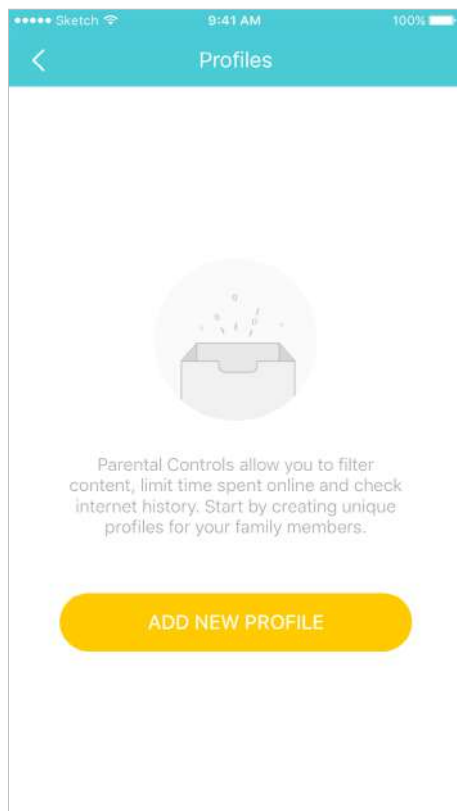 Sketch 9:41 AM 100%
Profiles
Parental Controls allow you to filter
content, limit time spent online and check
internet history. Start by creating unique
profiles for your family members.
ADD NEW PROFILE